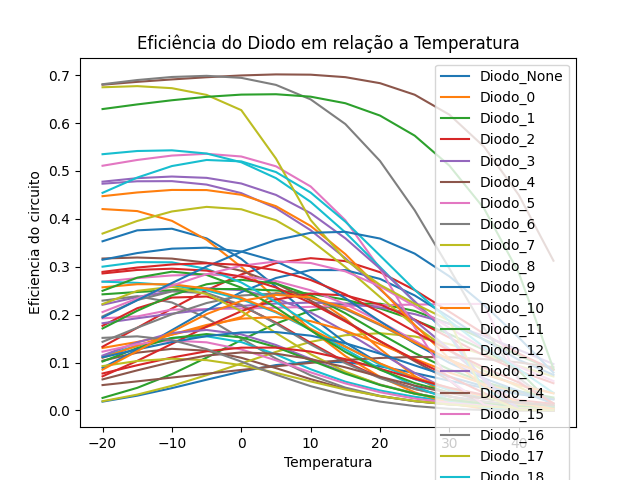 Eficiência do Diodo em relação a Temperatura
Eficiencia do circuito
0.7
0.6
0.5
0.4
0.3
0.2
0.1
0.0
−20
−10
0
10
20
30
40
Temperatura
Diodo_None
Diodo_0
Diodo_1
Diodo_2
Diodo_3
Diodo_4
Diodo_5
Diodo_6
Diodo_7
Diodo_8
Diodo_9
Diodo_10
Diodo_11
Diodo_12
Diodo_13
Diodo_14
Diodo_15
Diodo_16
Diodo_17
Diodo_18